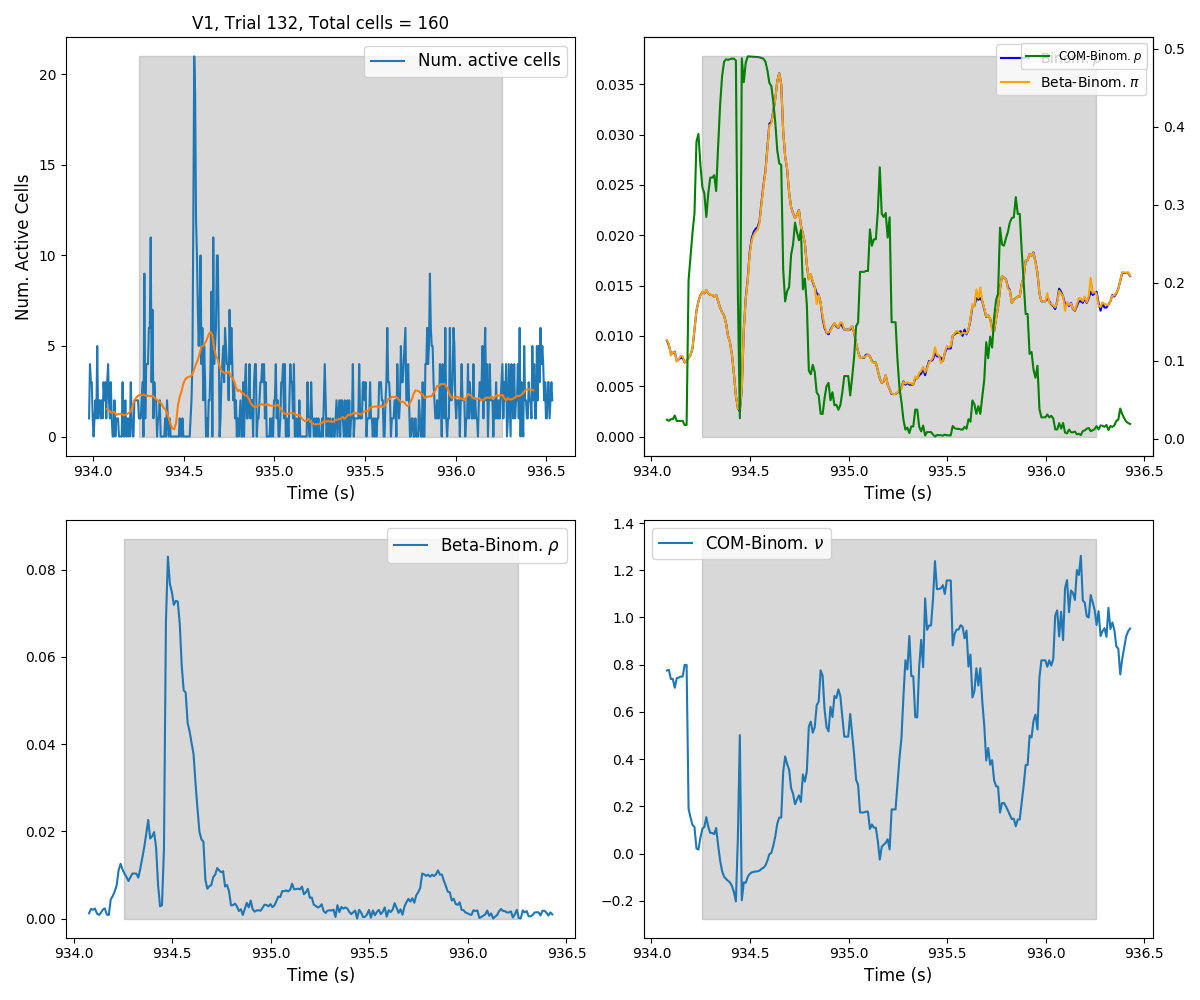 V1, Trial 132, Total cells = 160
Num. active cells
Num. Active Cells
20
15
10
5
0
934.0 934.5 935.0 935.5 936.0 936.5
Time (s)
COM-Binom. p
Beta-Binom. π
0.035
0.030
0.025
0.020
0.015
0.010
0.005
0.000
0.5
0.4
0.3
0.2
0.1
0.0
934.0 934.5 935.0 935.5 936.0 936.5
Time (s)
Beta-Binom. ρ
0.08
0.06
0.04
0.02
0.00
934.0 934.5 935.0 935.5 936.0 936.5
Time (s)
COM-Binom. ν
1.4
1.2
1.0
0.8
0.6
0.4
0.2
0.0
−0.2
934.0 934.5 935.0 935.5 936.0 936.5
Time (s)